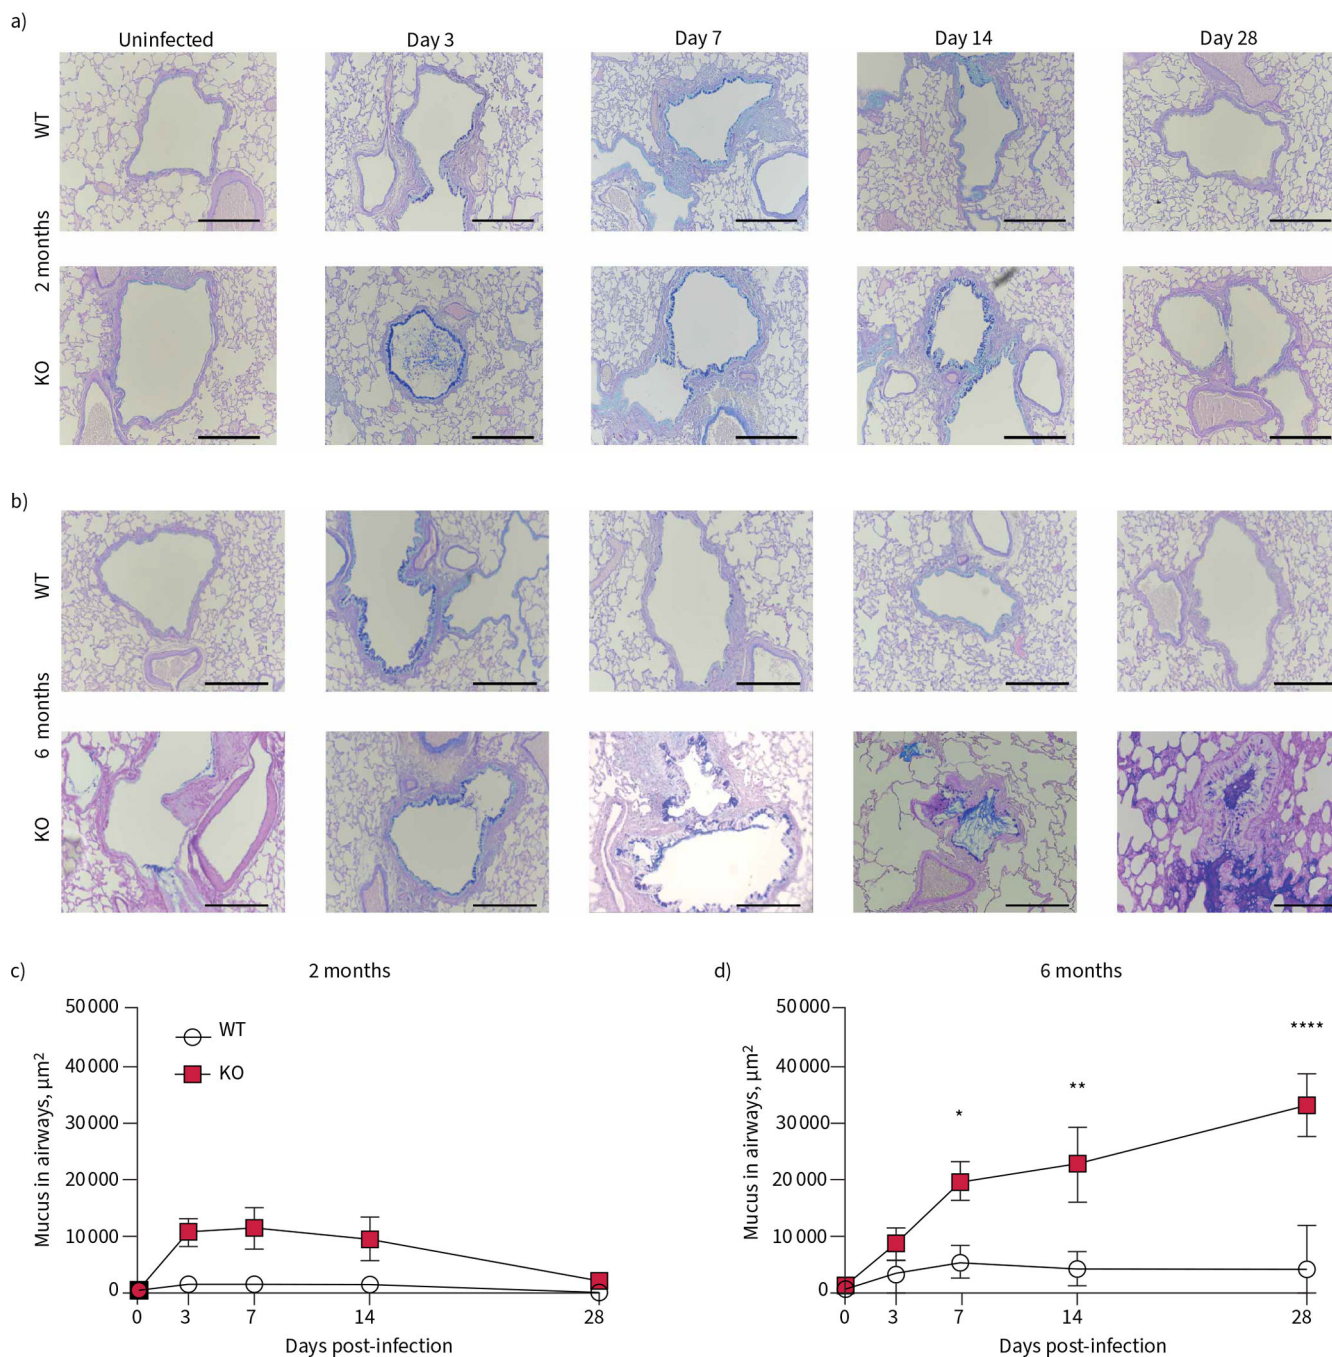 a)
Uninfected Day 3 Day 7 Day 14 Day 28
2 months
WT
KO
b)
6 months
WT
KO
c)
2 months
Mucus in airways, µm²
50 000
40 000
30 000
20 000
10 000
0
WT
KO
0 3 7 14 28
Days post-infection
d)
6 months
Mucus in airways, µm²
50 000
40 000
30 000
20 000
10 000
0
*
**
****
0 3 7 14 28
Days post-infection